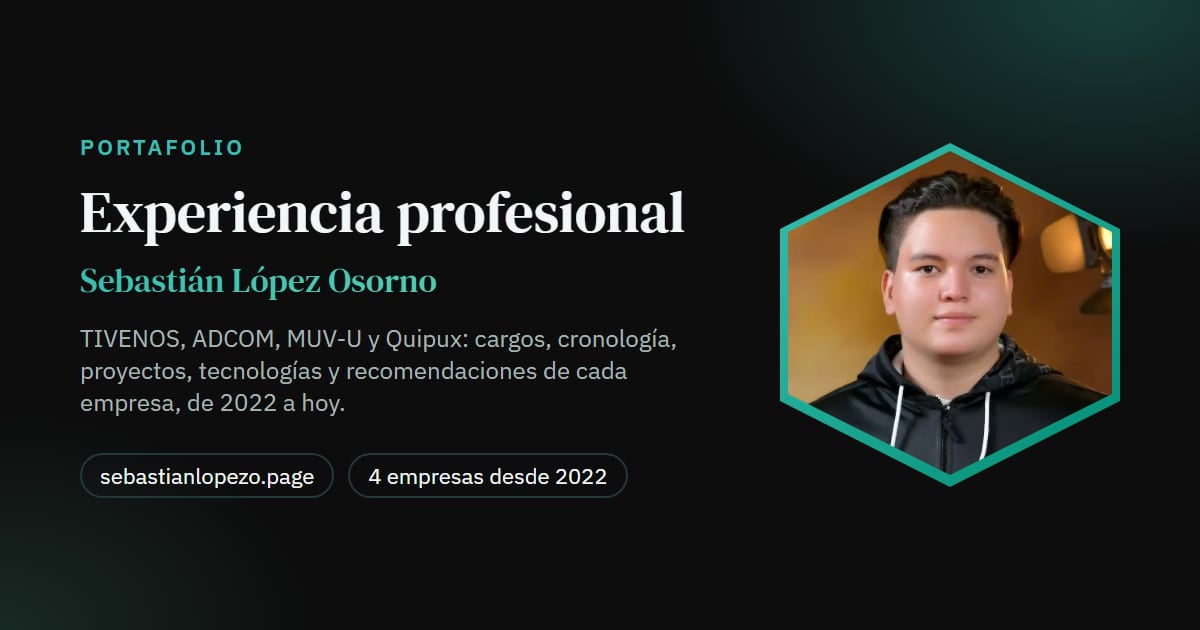 PORTAFOLIO
Experiencia profesional
Sebastián López Osorno
TIVENOS, ADCOM, MUV-U y Quipux: cargos, cronología,
proyectos, tecnologías y recomendaciones de cada
empresa, de 2022 a hoy.
sebastianlopezo.page
4 empresas desde 2022